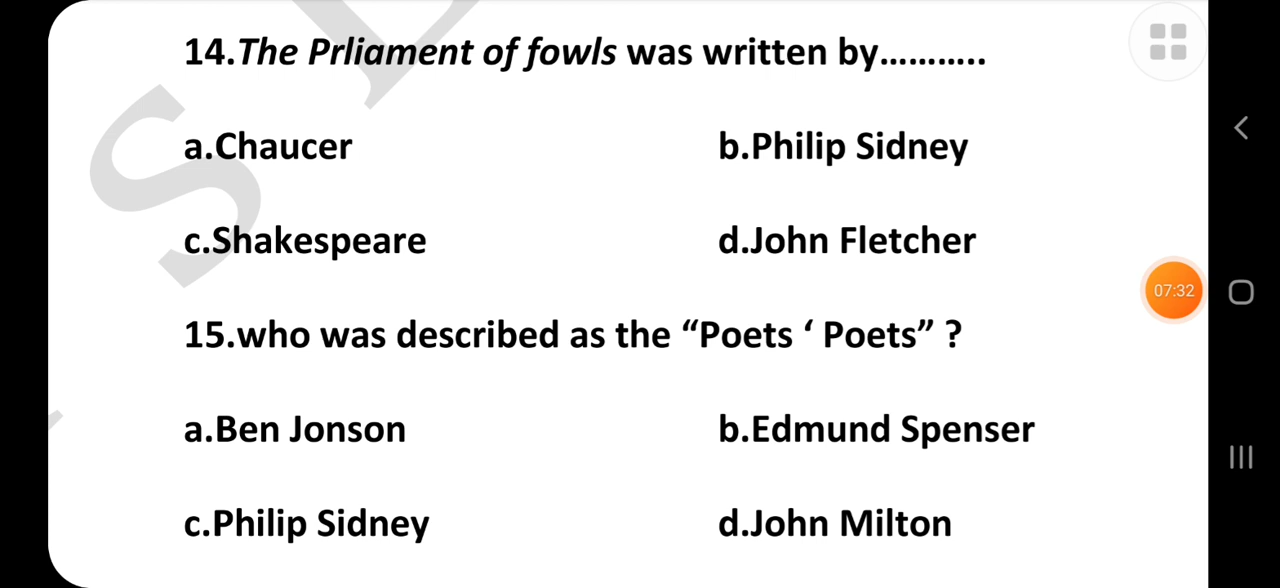 14.The Prliament of fowls was written by...........
a.Chaucer b.Philip Sidney
c.Shakespeare d.John Fletcher
07:32
15.who was described as the “Poets ‘ Poets” ?
a.Ben Jonson b.Edmund Spenser
c.Philip Sidney d.John Milton